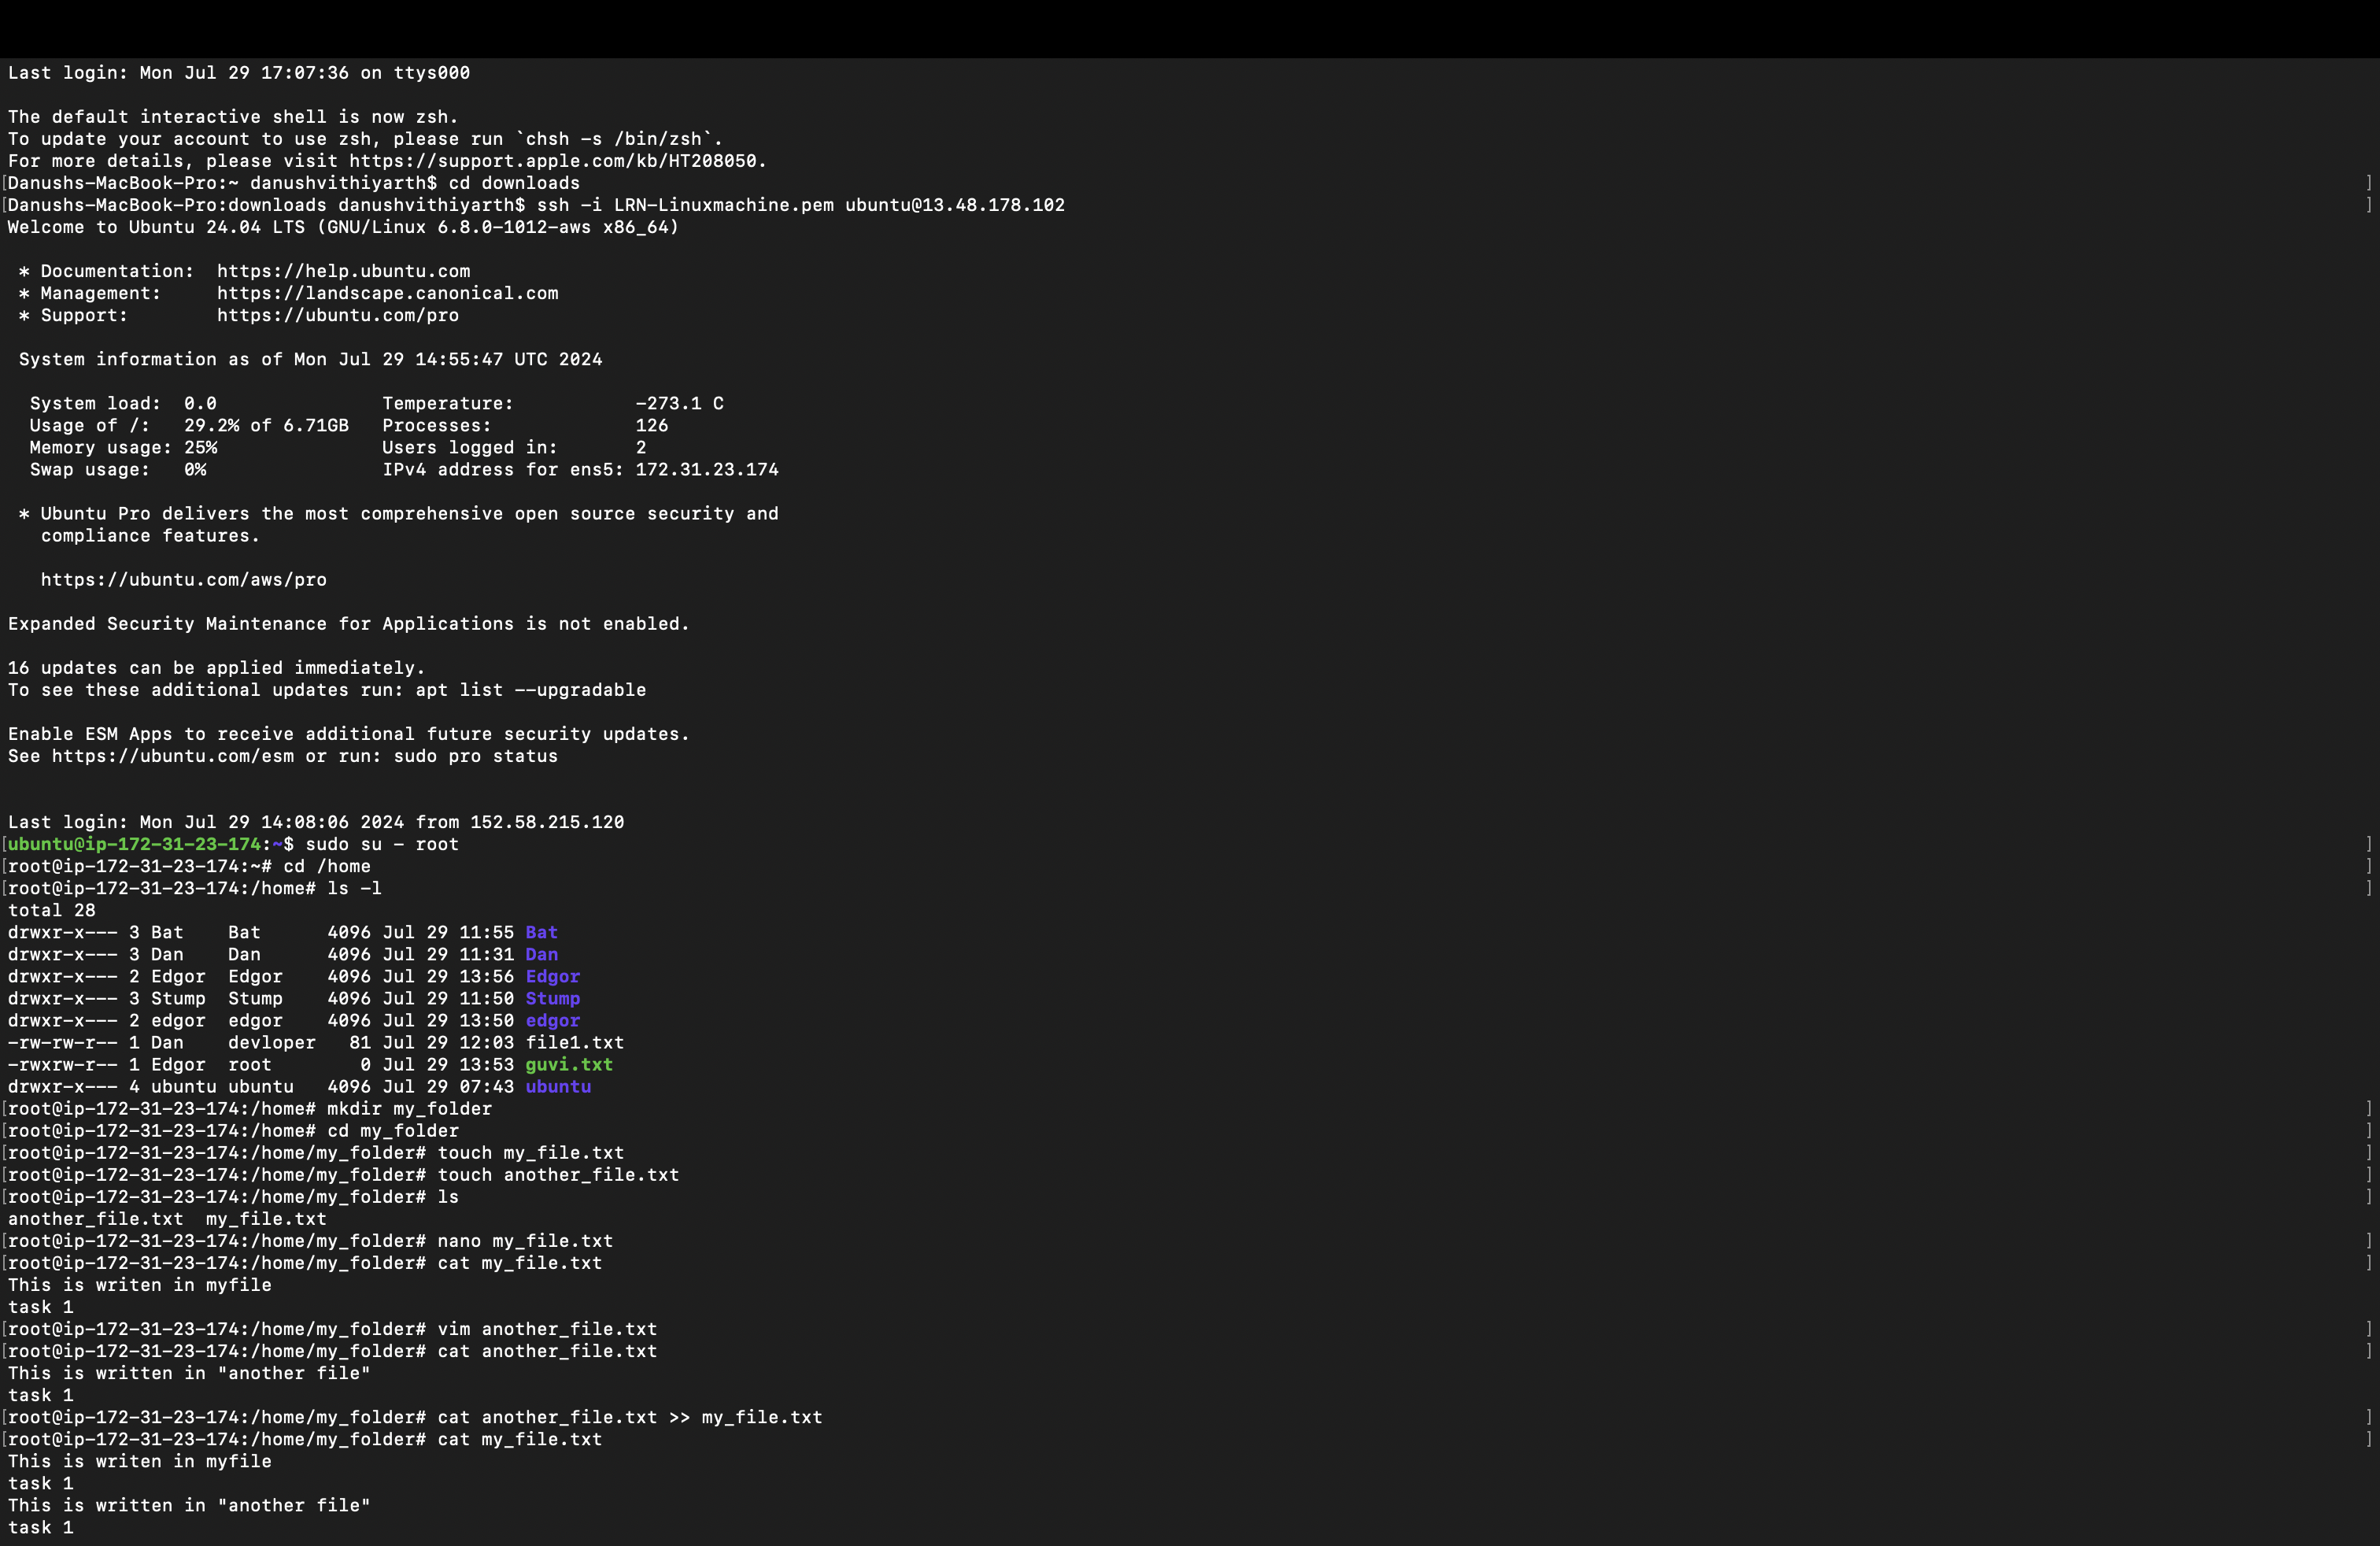 Last login: Mon Jul 29 17:07:36 on ttys000
The default interactive shell is now zsh.
To update your account to use zsh, please run `chsh -s /bin/zsh`.
For more details, please visit https://support.apple.com/kb/HT208050.
[Danushs-MacBook-Pro:~ danushvithiyarth$ cd downloads ]
[Danushs-MacBook-Pro:downloads danushvithiyarth$ ssh -i LRN-Linuxmachine.pem ubuntu@13.48.178.102 ]
Welcome to Ubuntu 24.04 LTS (GNU/Linux 6.8.0-1012-aws x86_64)
 * Documentation:  https://help.ubuntu.com
 * Management:     https://landscape.canonical.com
 * Support:        https://ubuntu.com/pro
 System information as of Mon Jul 29 14:55:47 UTC 2024
  System load:  0.0               Temperature:           -273.1 C
  Usage of /:   29.2% of 6.71GB   Processes:             126
  Memory usage: 25%               Users logged in:       2
  Swap usage:   0%                IPv4 address for ens5: 172.31.23.174
 * Ubuntu Pro delivers the most comprehensive open source security and
   compliance features.
   https://ubuntu.com/aws/pro
Expanded Security Maintenance for Applications is not enabled.
16 updates can be applied immediately.
To see these additional updates run: apt list --upgradable
Enable ESM Apps to receive additional future security updates.
See https://ubuntu.com/esm or run: sudo pro status
Last login: Mon Jul 29 14:08:06 2024 from 152.58.215.120
[ubuntu@ip-172-31-23-174:~$ sudo su - root ]
[root@ip-172-31-23-174:~# cd /home ]
[root@ip-172-31-23-174:/home# ls -l ]
total 28
drwxr-x--- 3 Bat    Bat      4096 Jul 29 11:55 Bat
drwxr-x--- 3 Dan    Dan      4096 Jul 29 11:31 Dan
drwxr-x--- 2 Edgor  Edgor    4096 Jul 29 13:56 Edgor
drwxr-x--- 3 Stump  Stump    4096 Jul 29 11:50 Stump
drwxr-x--- 2 edgor  edgor    4096 Jul 29 13:50 edgor
-rw-rw-r-- 1 Dan    devloper   81 Jul 29 12:03 file1.txt
-rwxrw-r-- 1 Edgor  root        0 Jul 29 13:53 guvi.txt
drwxr-x--- 4 ubuntu ubuntu   4096 Jul 29 07:43 ubuntu
[root@ip-172-31-23-174:/home# mkdir my_folder ]
[root@ip-172-31-23-174:/home# cd my_folder ]
[root@ip-172-31-23-174:/home/my_folder# touch my_file.txt ]
[root@ip-172-31-23-174:/home/my_folder# touch another_file.txt ]
[root@ip-172-31-23-174:/home/my_folder# ls ]
another_file.txt  my_file.txt
[root@ip-172-31-23-174:/home/my_folder# nano my_file.txt ]
[root@ip-172-31-23-174:/home/my_folder# cat my_file.txt ]
This is writen in myfile
task 1
[root@ip-172-31-23-174:/home/my_folder# vim another_file.txt ]
[root@ip-172-31-23-174:/home/my_folder# cat another_file.txt ]
This is written in "another file"
task 1
[root@ip-172-31-23-174:/home/my_folder# cat another_file.txt >> my_file.txt ]
[root@ip-172-31-23-174:/home/my_folder# cat my_file.txt ]
This is writen in myfile
task 1
This is written in "another file"
task 1